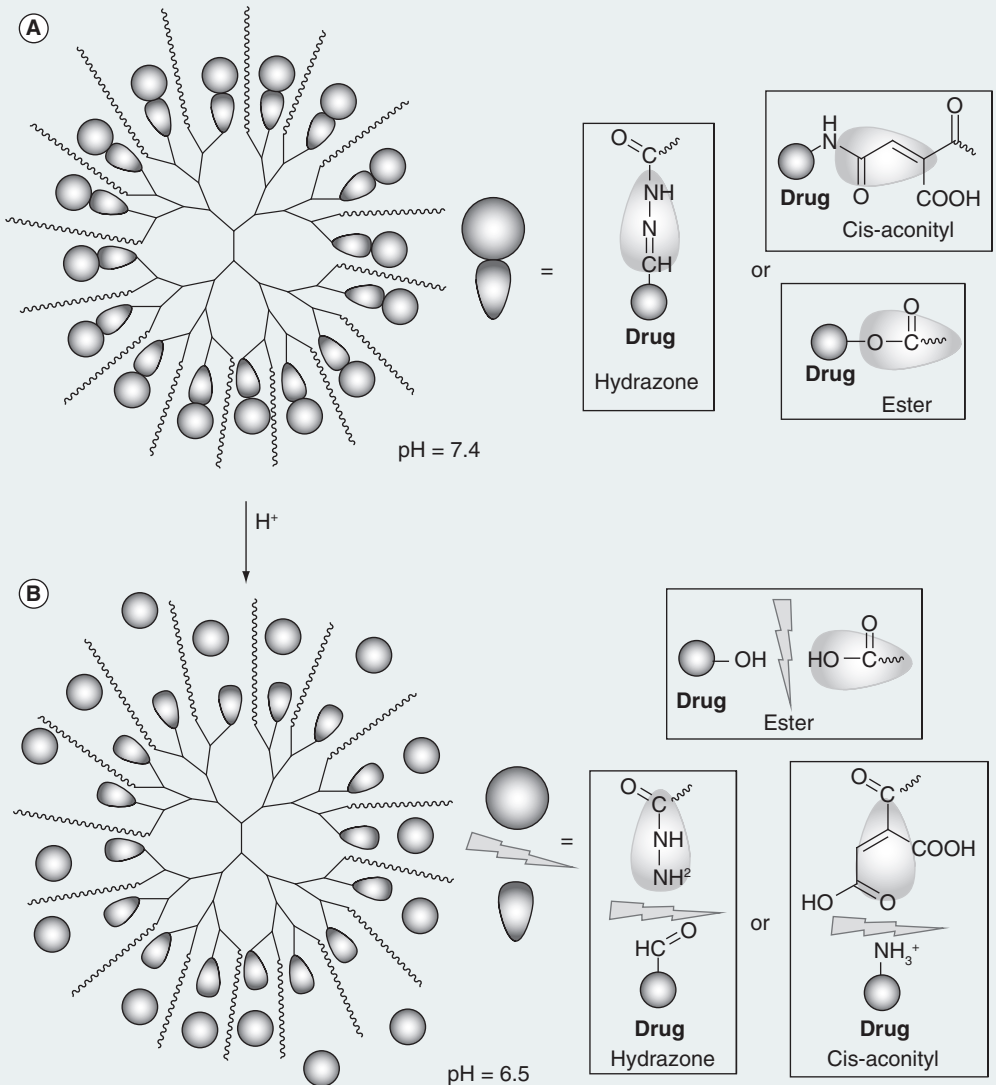 A
O
C
NH
N
CH
Drug
Hydrazone
=
or
H
N
O
O
COOH
Drug
Cis-aconityl
O
O
C
Drug
Ester
pH = 7.4
H+
B
O
OH
HO
C
Drug
Ester
=
O
C
NH
NH2
HC
O
Drug
Hydrazone
or
O
C
COOH
HO
O
NH3+
Drug
Cis-aconityl
pH = 6.5